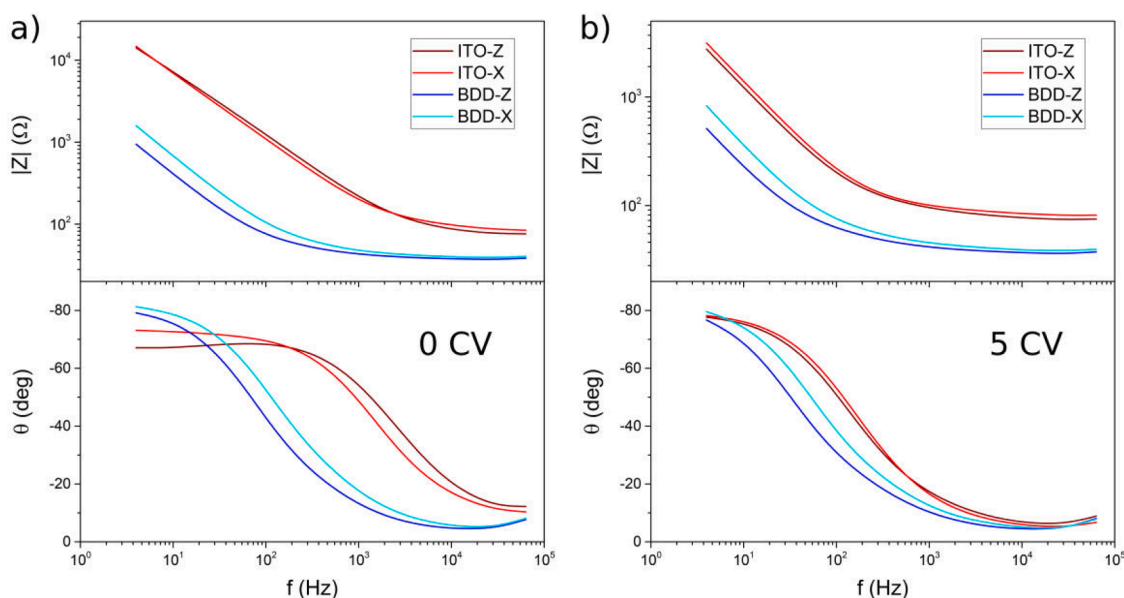 a)
10⁴
10³
10²
|Z| (Ω)
ITO-Z
ITO-X
BDD-Z
BDD-X
-80
-60
-40
-20
0
θ (deg)
0 CV
10⁰ 10¹ 10² 10³ 10⁴ 10⁵
f (Hz)
b)
10³
10²
|Z| (Ω)
ITO-Z
ITO-X
BDD-Z
BDD-X
-80
-60
-40
-20
0
θ (deg)
5 CV
10⁰ 10¹ 10² 10³ 10⁴ 10⁵
f (Hz)